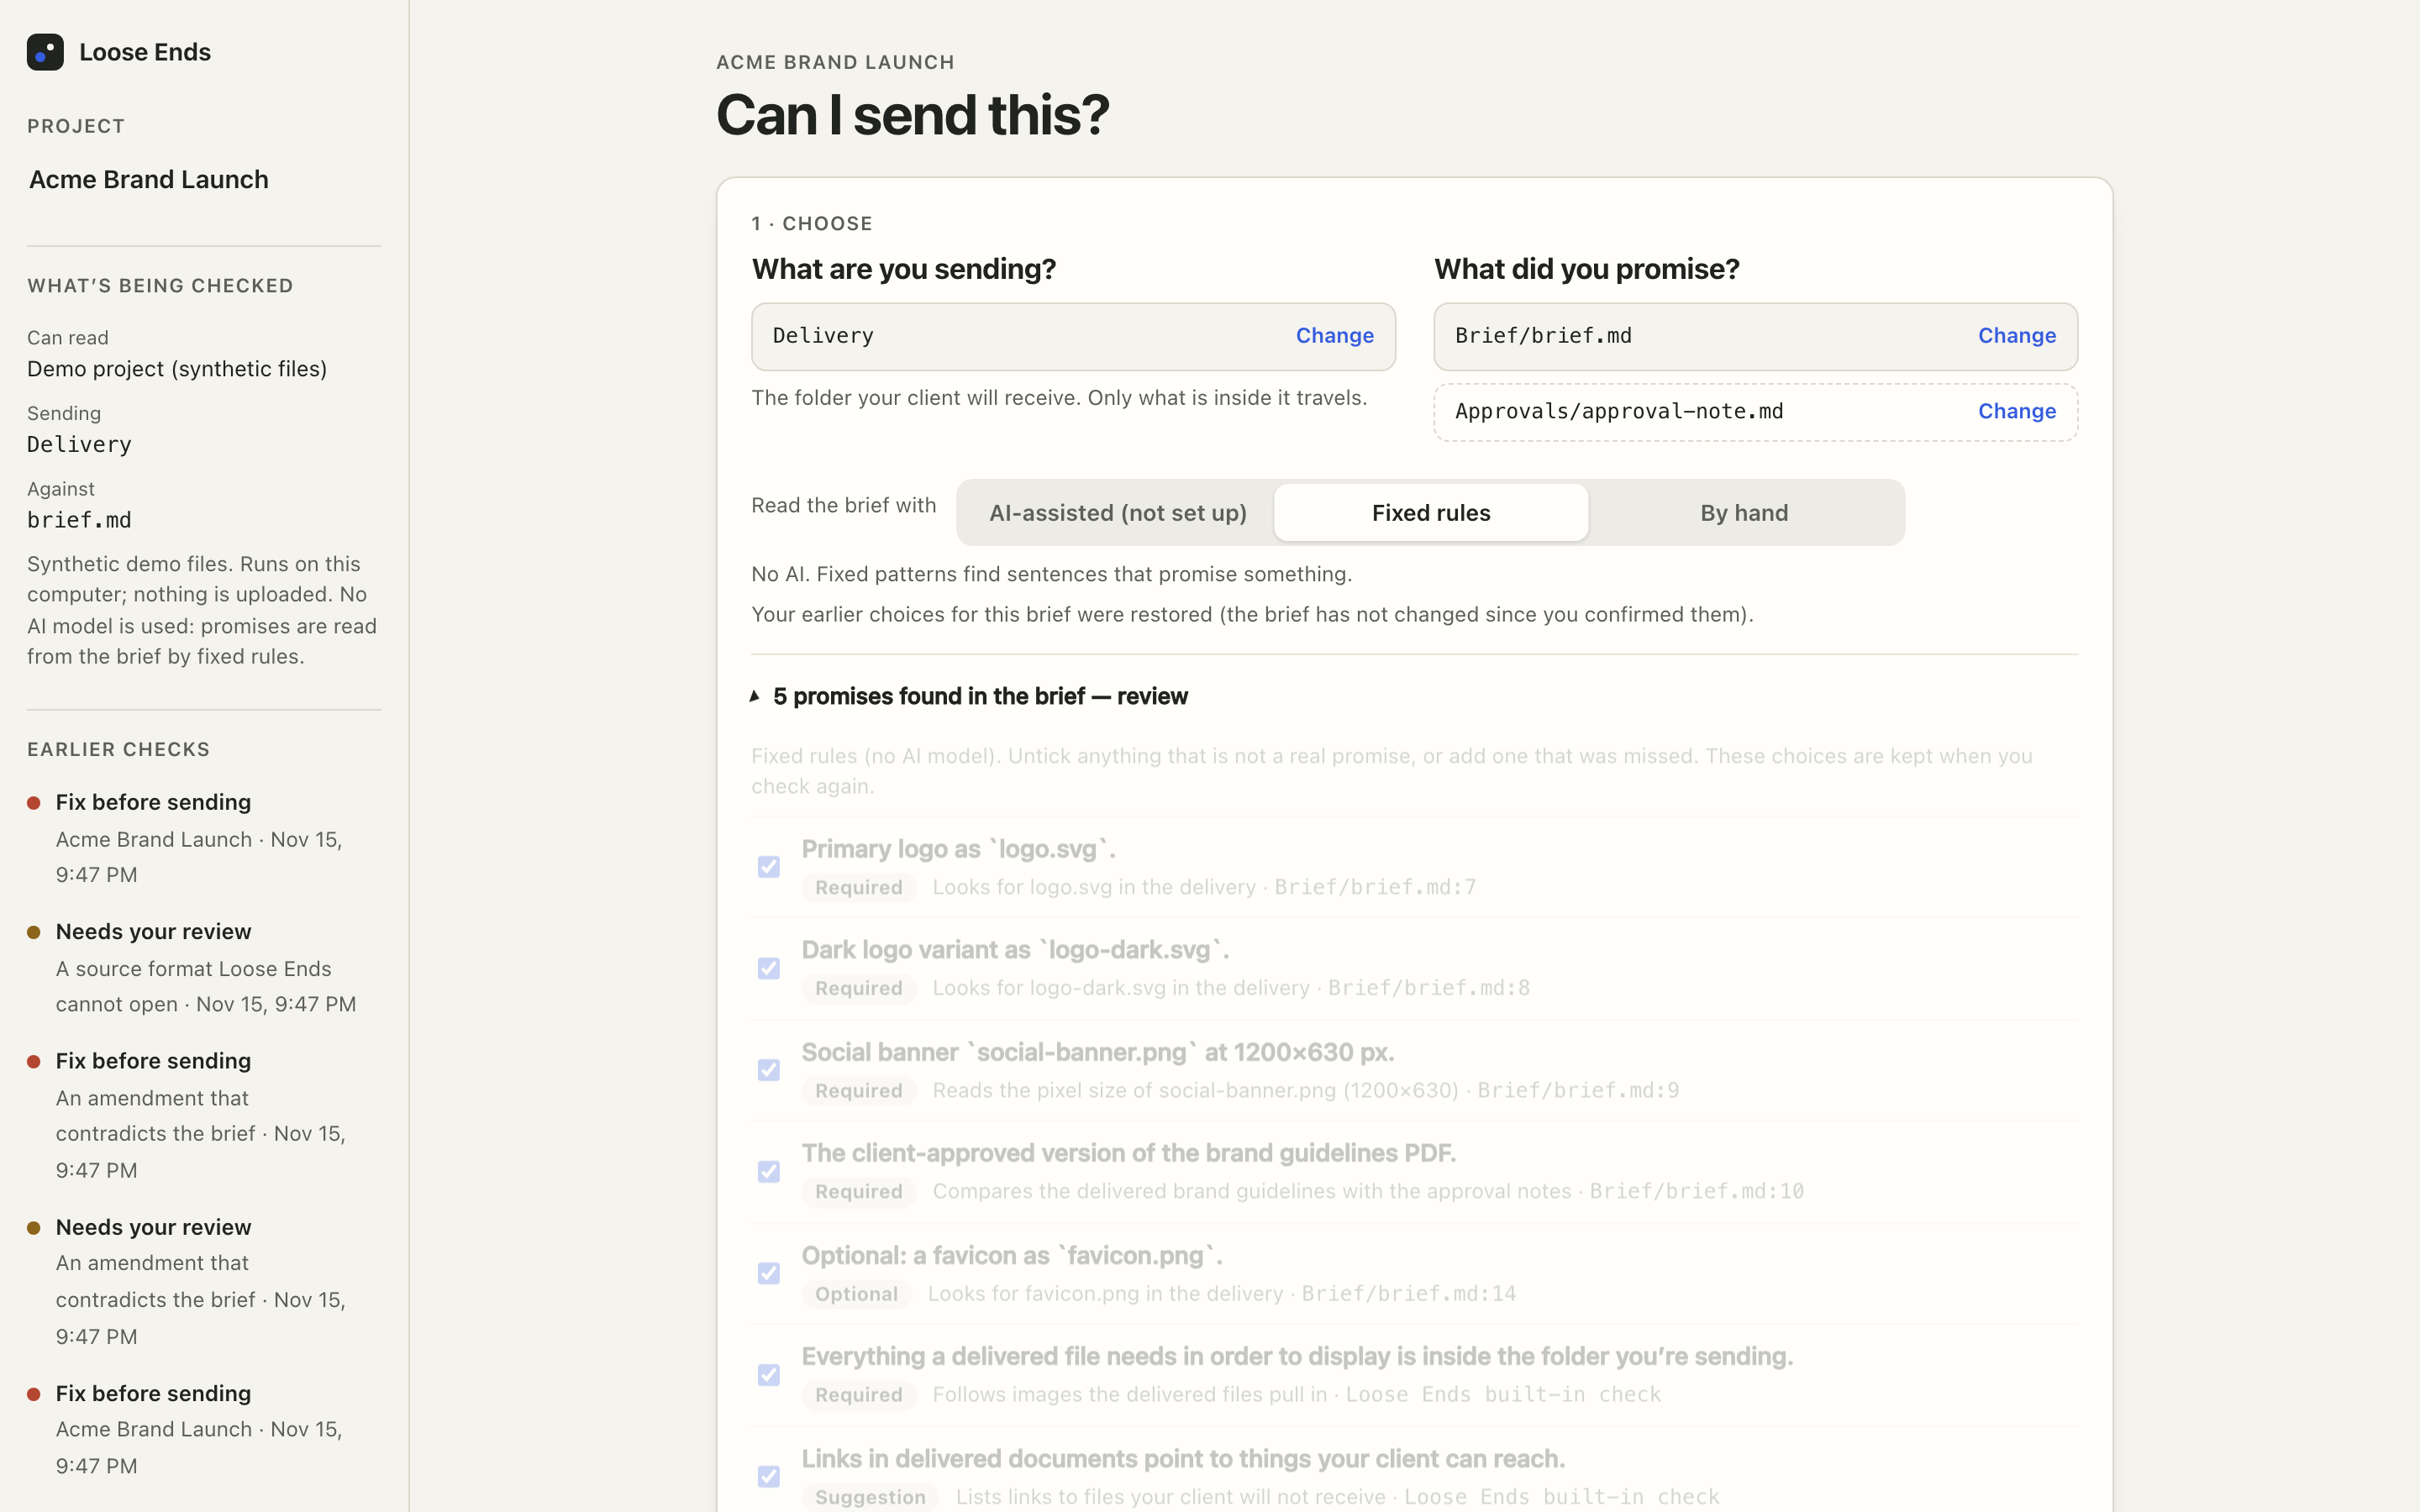 Loose Ends
PROJECT
Acme Brand Launch
WHAT’S BEING CHECKED
Can read
Demo project (synthetic files)
Sending
Delivery
Against
brief.md
Synthetic demo files. Runs on this
computer; nothing is uploaded. No
AI model is used: promises are read
from the brief by fixed rules.
EARLIER CHECKS
Fix before sending
Acme Brand Launch · Nov 15,
9:47 PM
Needs your review
A source format Loose Ends
cannot open · Nov 15, 9:47 PM
Fix before sending
An amendment that
contradicts the brief · Nov 15,
9:47 PM
Needs your review
An amendment that
contradicts the brief · Nov 15,
9:47 PM
Fix before sending
Acme Brand Launch · Nov 15,
9:47 PM
ACME BRAND LAUNCH
Can I send this?
1 · CHOOSE
What are you sending?
Delivery Change
The folder your client will receive. Only what is inside it travels.
What did you promise?
Brief/brief.md Change
Approvals/approval-note.md Change
Read the brief with AI-assisted (not set up) Fixed rules By hand
No AI. Fixed patterns find sentences that promise something.
Your earlier choices for this brief were restored (the brief has not changed since you confirmed them).
5 promises found in the brief — review
Fixed rules (no AI model). Untick anything that is not a real promise, or add one that was missed. These choices are kept when you
check again.
Primary logo as `logo.svg`.
Required Looks for logo.svg in the delivery · Brief/brief.md:7
Dark logo variant as `logo-dark.svg`.
Required Looks for logo-dark.svg in the delivery · Brief/brief.md:8
Social banner `social-banner.png` at 1200×630 px.
Required Reads the pixel size of social-banner.png (1200×630) · Brief/brief.md:9
The client-approved version of the brand guidelines PDF.
Required Compares the delivered brand guidelines with the approval notes · Brief/brief.md:10
Optional: a favicon as `favicon.png`.
Optional Looks for favicon.png in the delivery · Brief/brief.md:14
Everything a delivered file needs in order to display is inside the folder you’re sending.
Required Follows images the delivered files pull in · Loose Ends built-in check
Links in delivered documents point to things your client can reach.
Suggestion Lists links to files your client will not receive · Loose Ends built-in check